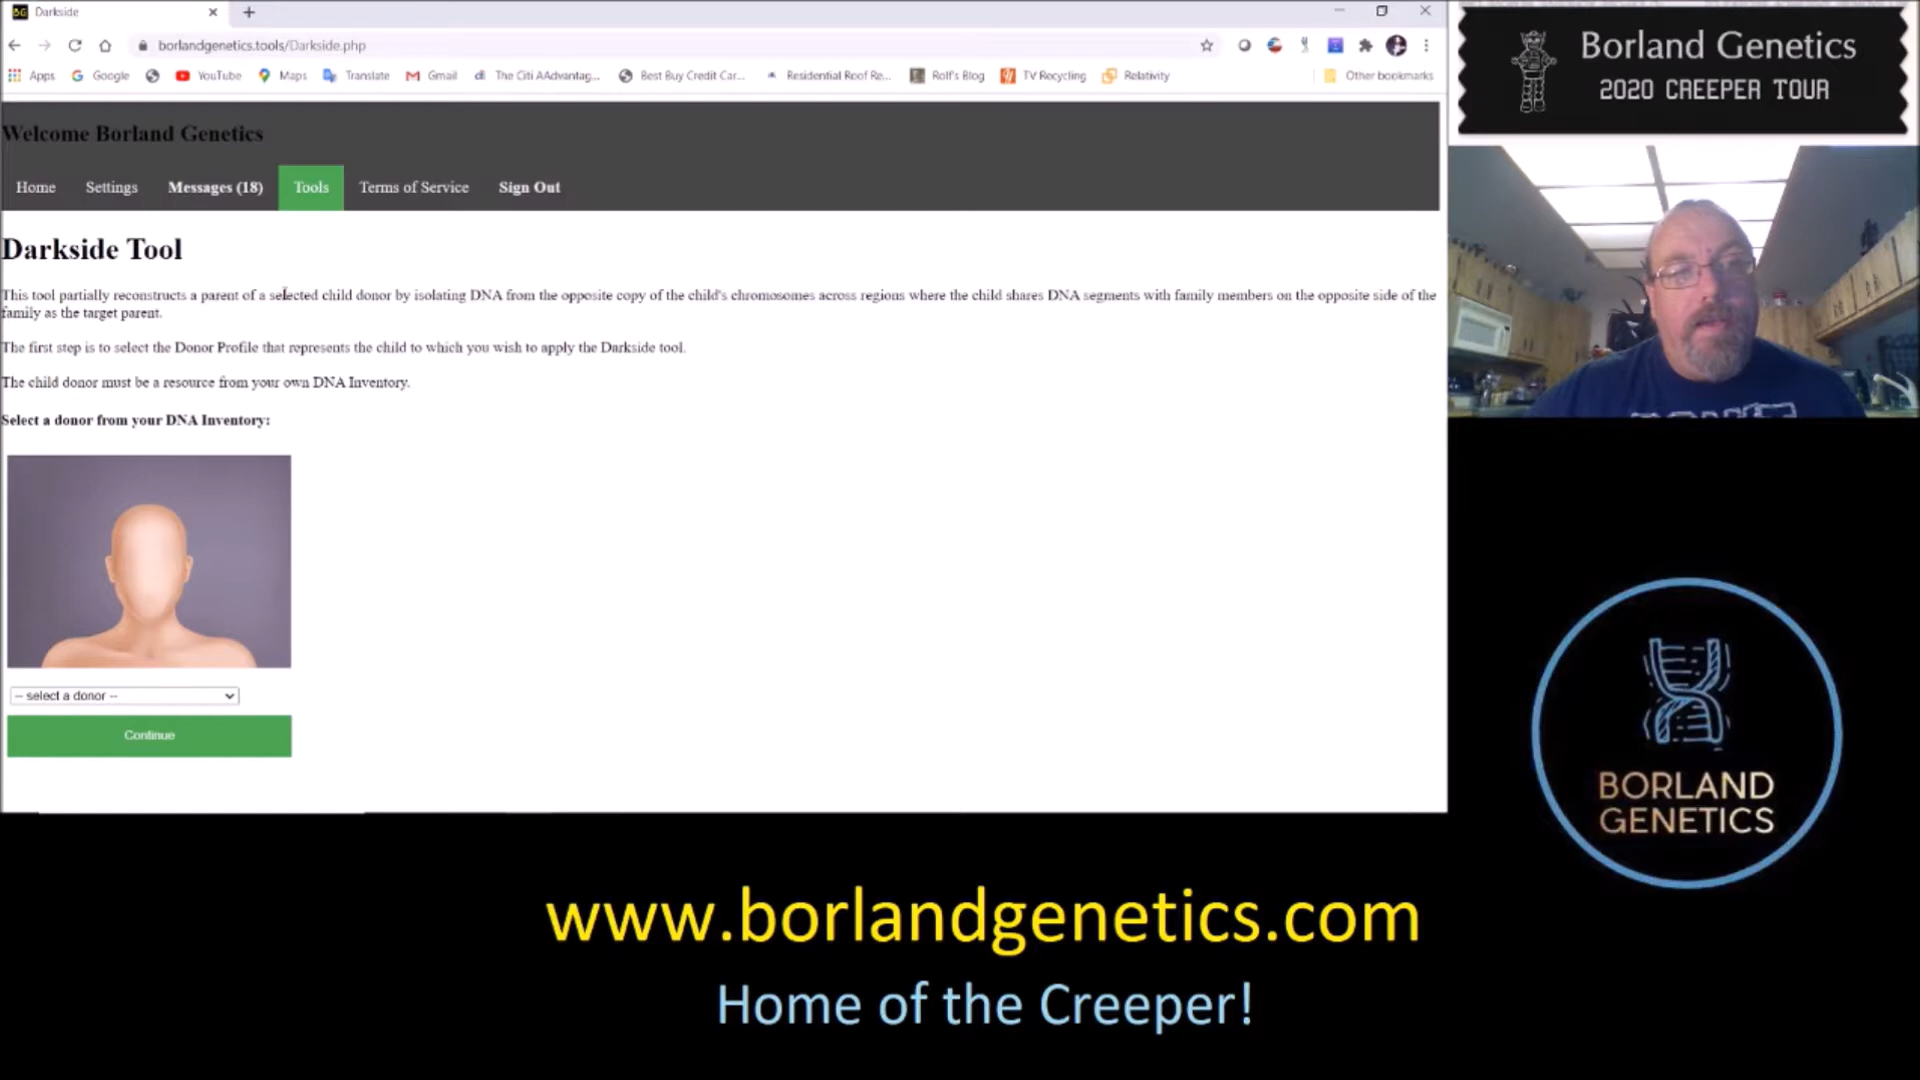 Darkside
borlandgenetics.tools/Darkside.php
Apps Google YouTube Maps Translate Gmail The Citi AAdvantag... Best Buy Credit Car... Residential Roof Re... Rolf's Blog TV Recycling Relativity Other bookmarks
Welcome Borland Genetics
Home Settings Messages (18) Tools Terms of Service Sign Out
Darkside Tool
This tool partially reconstructs a parent of a selected child donor by isolating DNA from the opposite copy of the child's chromosomes across regions where the child shares DNA segments with family members on the opposite side of the
family as the target parent.
The first step is to select the Donor Profile that represents the child to which you wish to apply the Darkside tool.
The child donor must be a resource from your own DNA Inventory.
Select a donor from your DNA Inventory:
-- select a donor --
Continue
Borland Genetics
2020 CREEPER TOUR
BORLAND
GENETICS
www.borlandgenetics.com
Home of the Creeper!